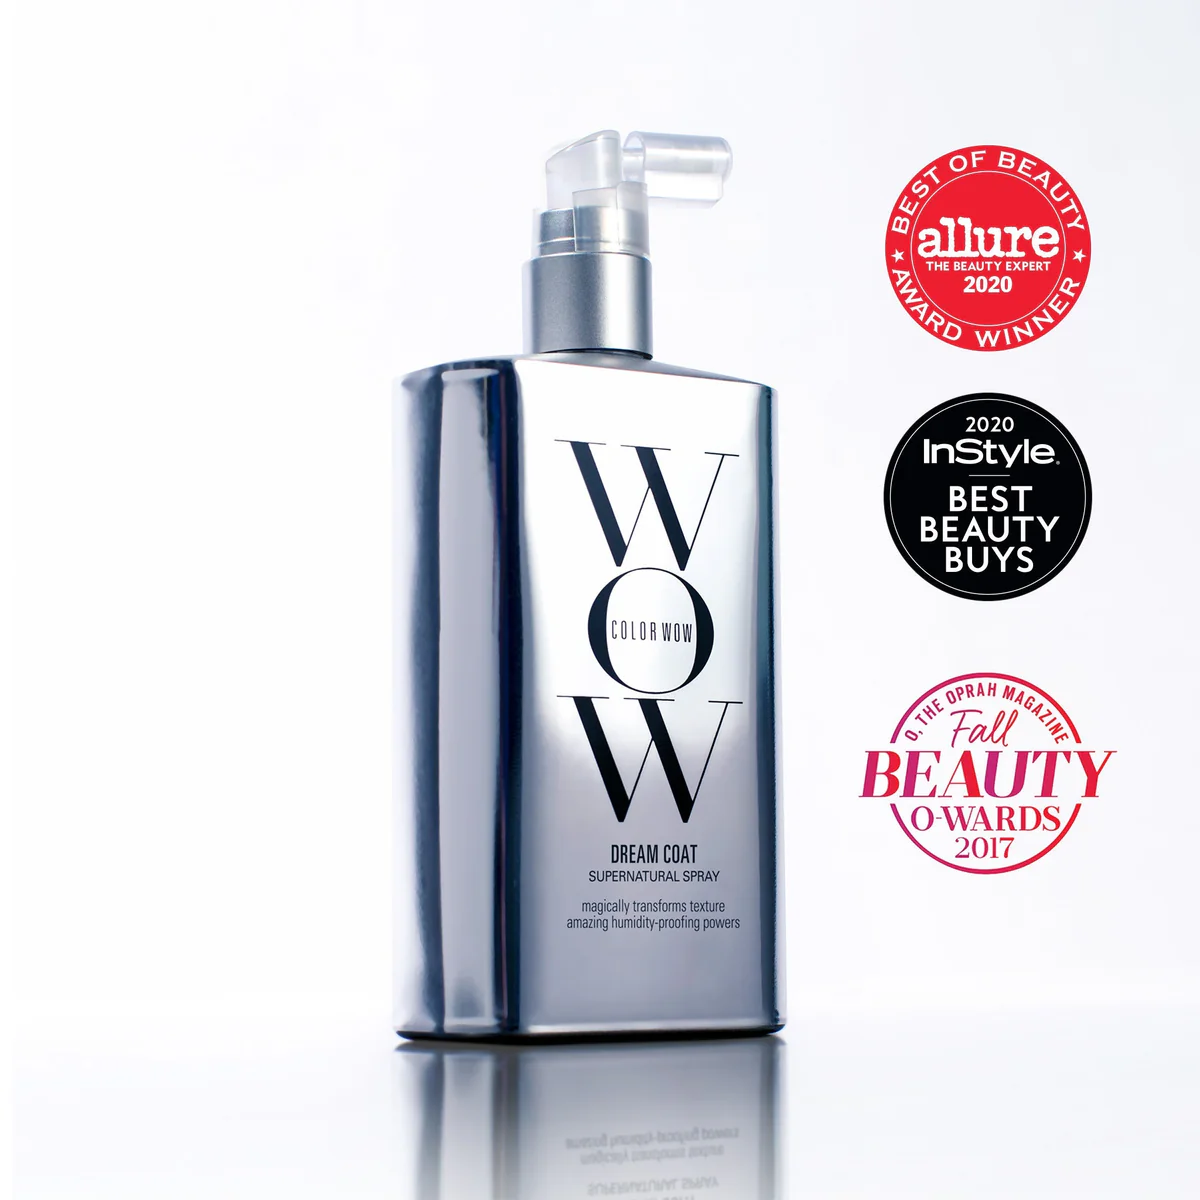 W
O
COLOR WOW
W
DREAM COAT
SUPERNATURAL SPRAY
magically transforms texture
amazing humidity-proofing powers
BEST OF BEAUTY
allure
THE BEAUTY EXPERT
2020
AWARD WINNER
2020
InStyle®
BEST
BEAUTY
BUYS
O, THE OPRAH MAGAZINE
Fall
BEAUTY
O-WARDS
2017